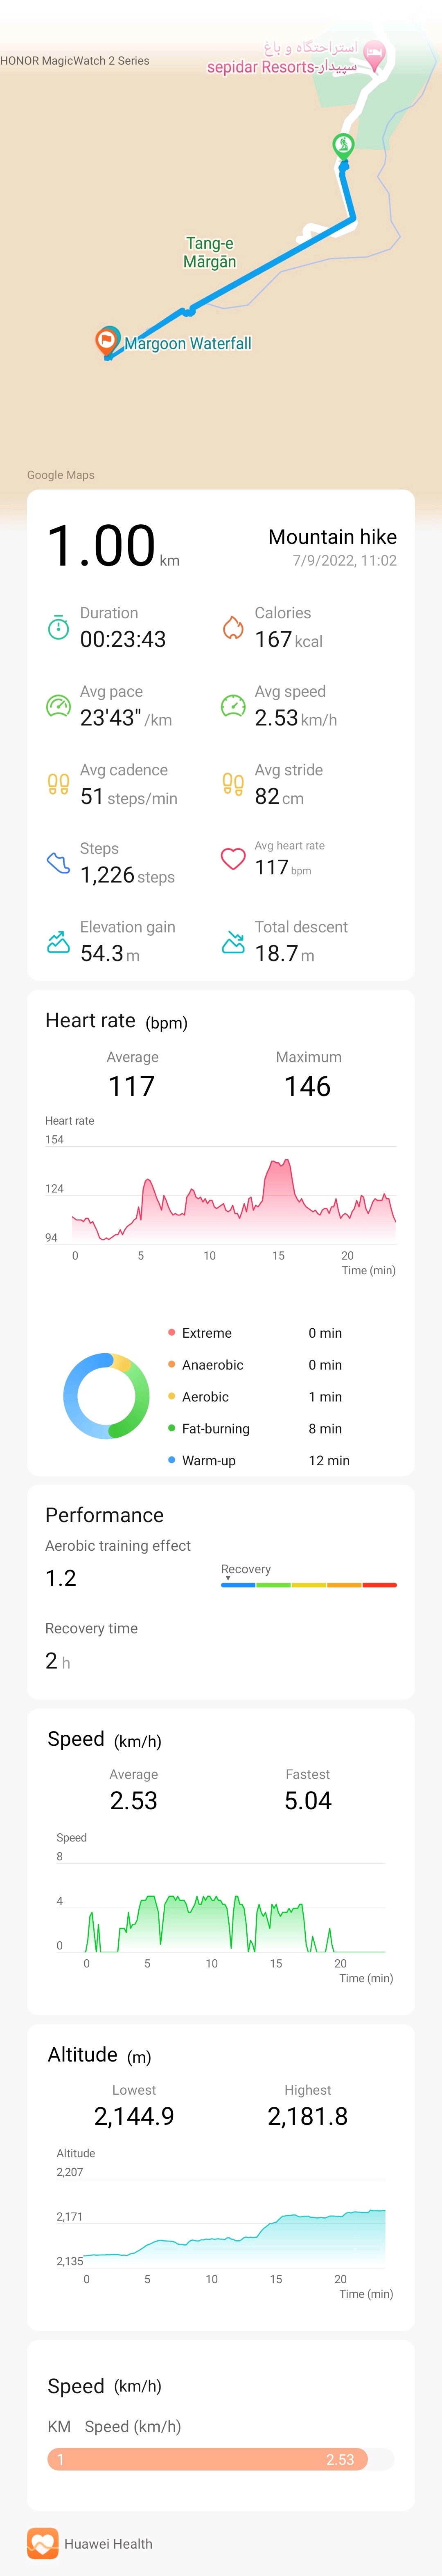 استراحتگاه و باغ
HONOR MagicWatch 2 Series
sepidar Resorts-سپیدار
Tang-e
Mārgān
Margoon Waterfall
Google Maps
1.00 km
Mountain hike
7/9/2022, 11:02
Duration
Calories
00:23:43
167 kcal
Avg pace
Avg speed
23'43" /km
2.53 km/h
Avg cadence
Avg stride
51 steps/min
82 cm
Steps
Avg heart rate
1,226 steps
117 bpm
Elevation gain
Total descent
54.3 m
18.7 m
Heart rate (bpm)
Average
Maximum
117
146
Heart rate
154
124
94
0 5 10 15 20
Time (min)
Extreme 0 min
Anaerobic 0 min
Aerobic 1 min
Fat-burning 8 min
Warm-up 12 min
Performance
Aerobic training effect
1.2
Recovery
Recovery time
2 h
Speed (km/h)
Average
Fastest
2.53
5.04
Speed
8
4
0
0 5 10 15 20
Time (min)
Altitude (m)
Lowest
Highest
2,144.9
2,181.8
Altitude
2,207
2,171
2,135
0 5 10 15 20
Time (min)
Speed (km/h)
KM Speed (km/h)
1 2.53
Huawei Health